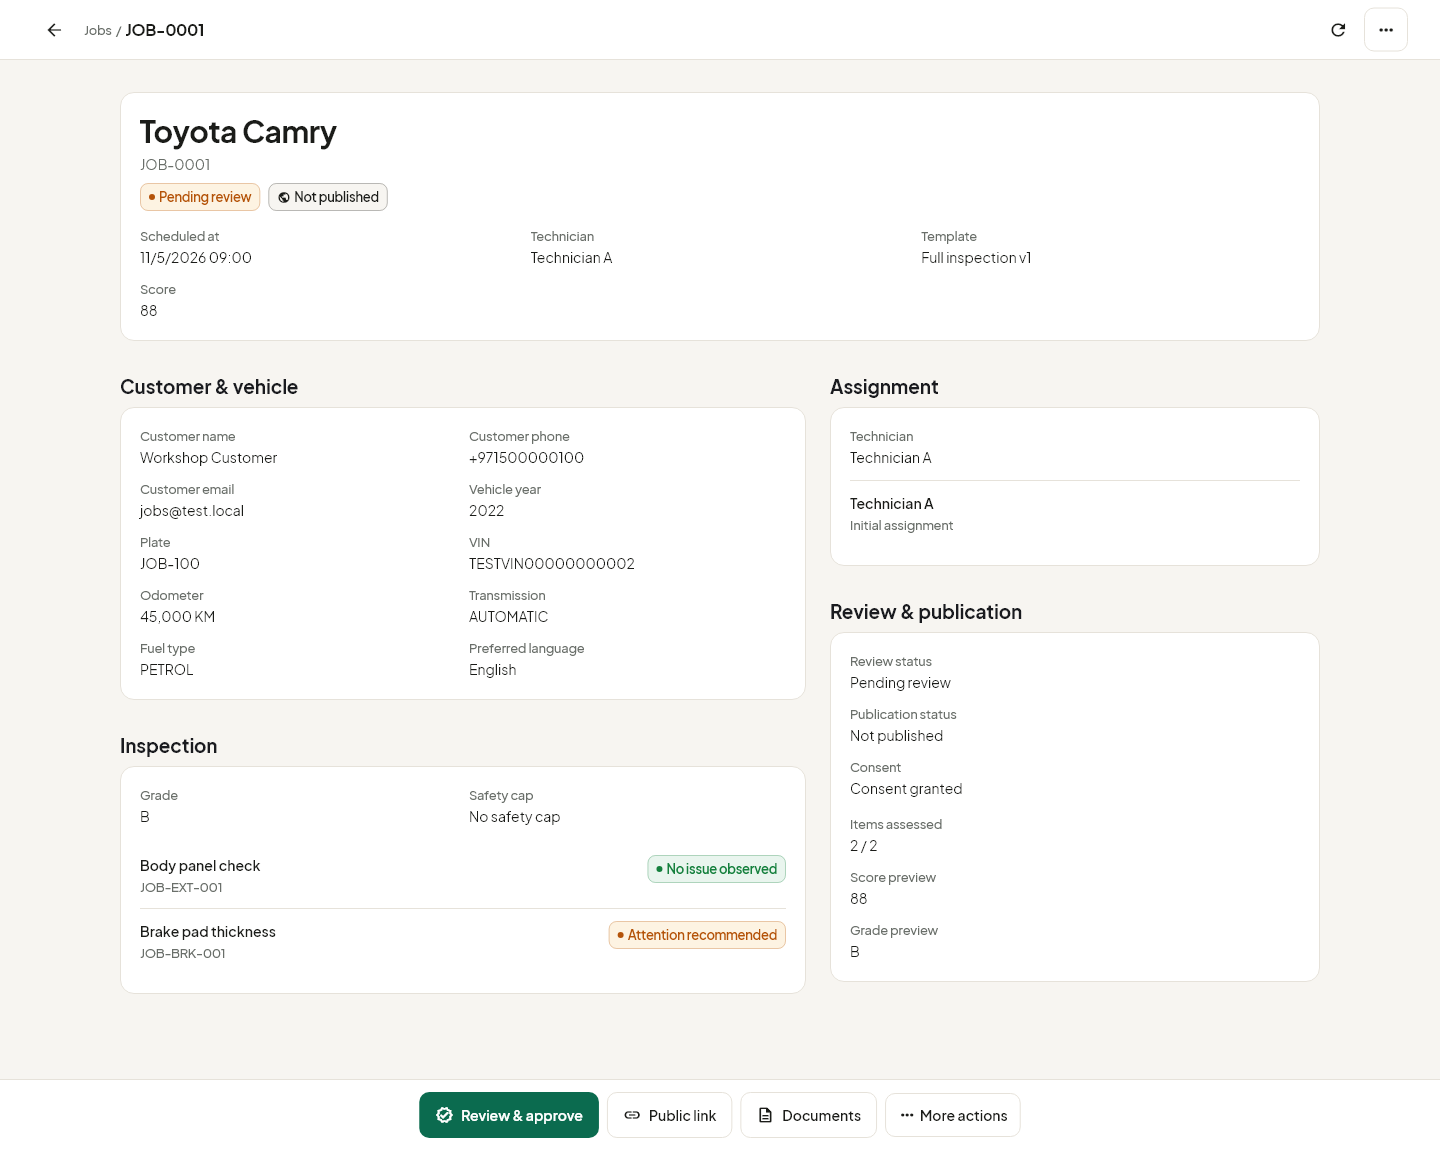 Jobs / JOB-0001
Toyota Camry
JOB-0001
Pending review
Not published
Scheduled at
11/5/2026 09:00
Technician
Technician A
Template
Full inspection v1
Score
88
Customer & vehicle
Customer name
Workshop Customer
Customer phone
+971500000100
Customer email
jobs@test.local
Vehicle year
2022
Plate
JOB-100
VIN
TESTVIN00000000002
Odometer
45,000 KM
Transmission
AUTOMATIC
Fuel type
PETROL
Preferred language
English
Inspection
Grade
B
Safety cap
No safety cap
Body panel check
JOB-EXT-001
No issue observed
Brake pad thickness
JOB-BRK-001
Attention recommended
Assignment
Technician
Technician A
Technician A
Initial assignment
Review & publication
Review status
Pending review
Publication status
Not published
Consent
Consent granted
Items assessed
2 / 2
Score preview
88
Grade preview
B
Review & approve
Public link
Documents
More actions